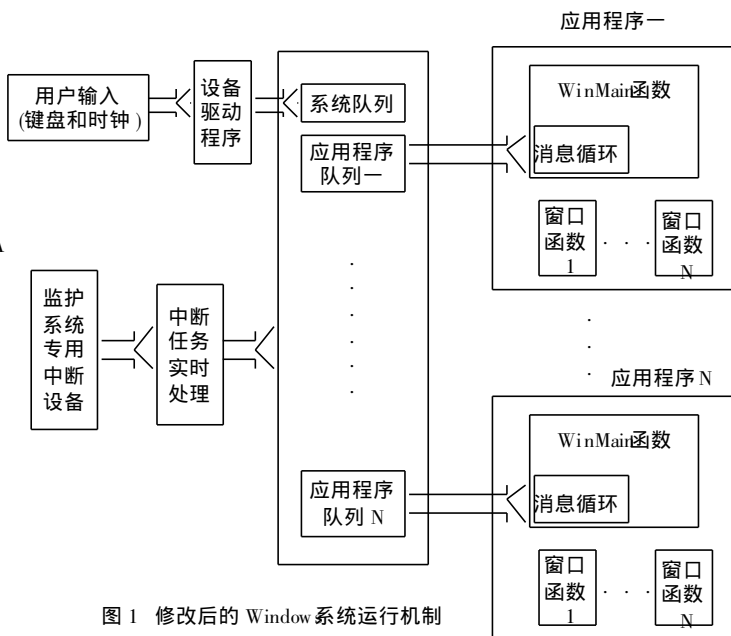 应用程序一
用户输入
(键盘和时钟)
设备
驱动
程序
系统队列
应用程序
队列一
WinMain函数
消息循环
窗口
函数
1
· · ·
窗口
函数
N
监护
系统
专用
中断
设备
中断
任务
实时
处理
应用程序 N
应用程序
队列 N
WinMain函数
消息循环
窗口
函数
1
· · ·
窗口
函数
N
图 1 修改后的 Window系统运行机制